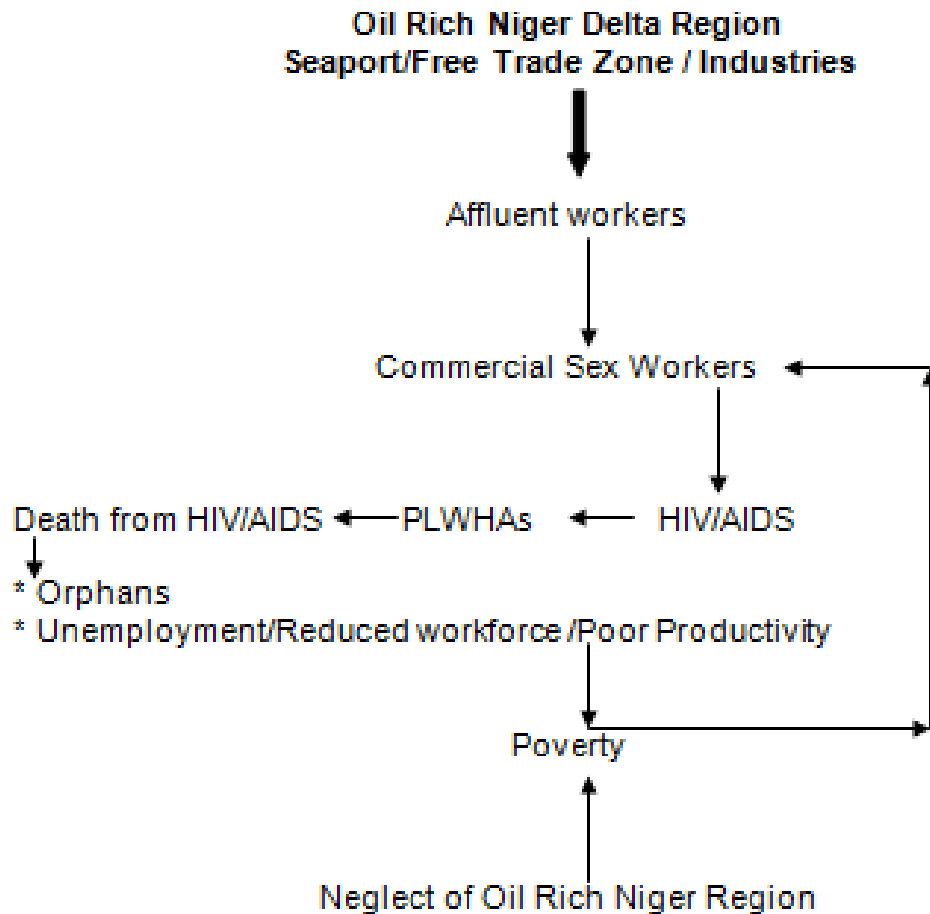 Oil Rich Niger Delta Region
Seaport/Free Trade Zone / Industries
Affluent workers
Commercial Sex Workers
Death from HIV/AIDS PLWHAs HIV/AIDS
* Orphans
* Unemployment/Reduced workforce/Poor Productivity
Poverty
Neglect of Oil Rich Niger Region